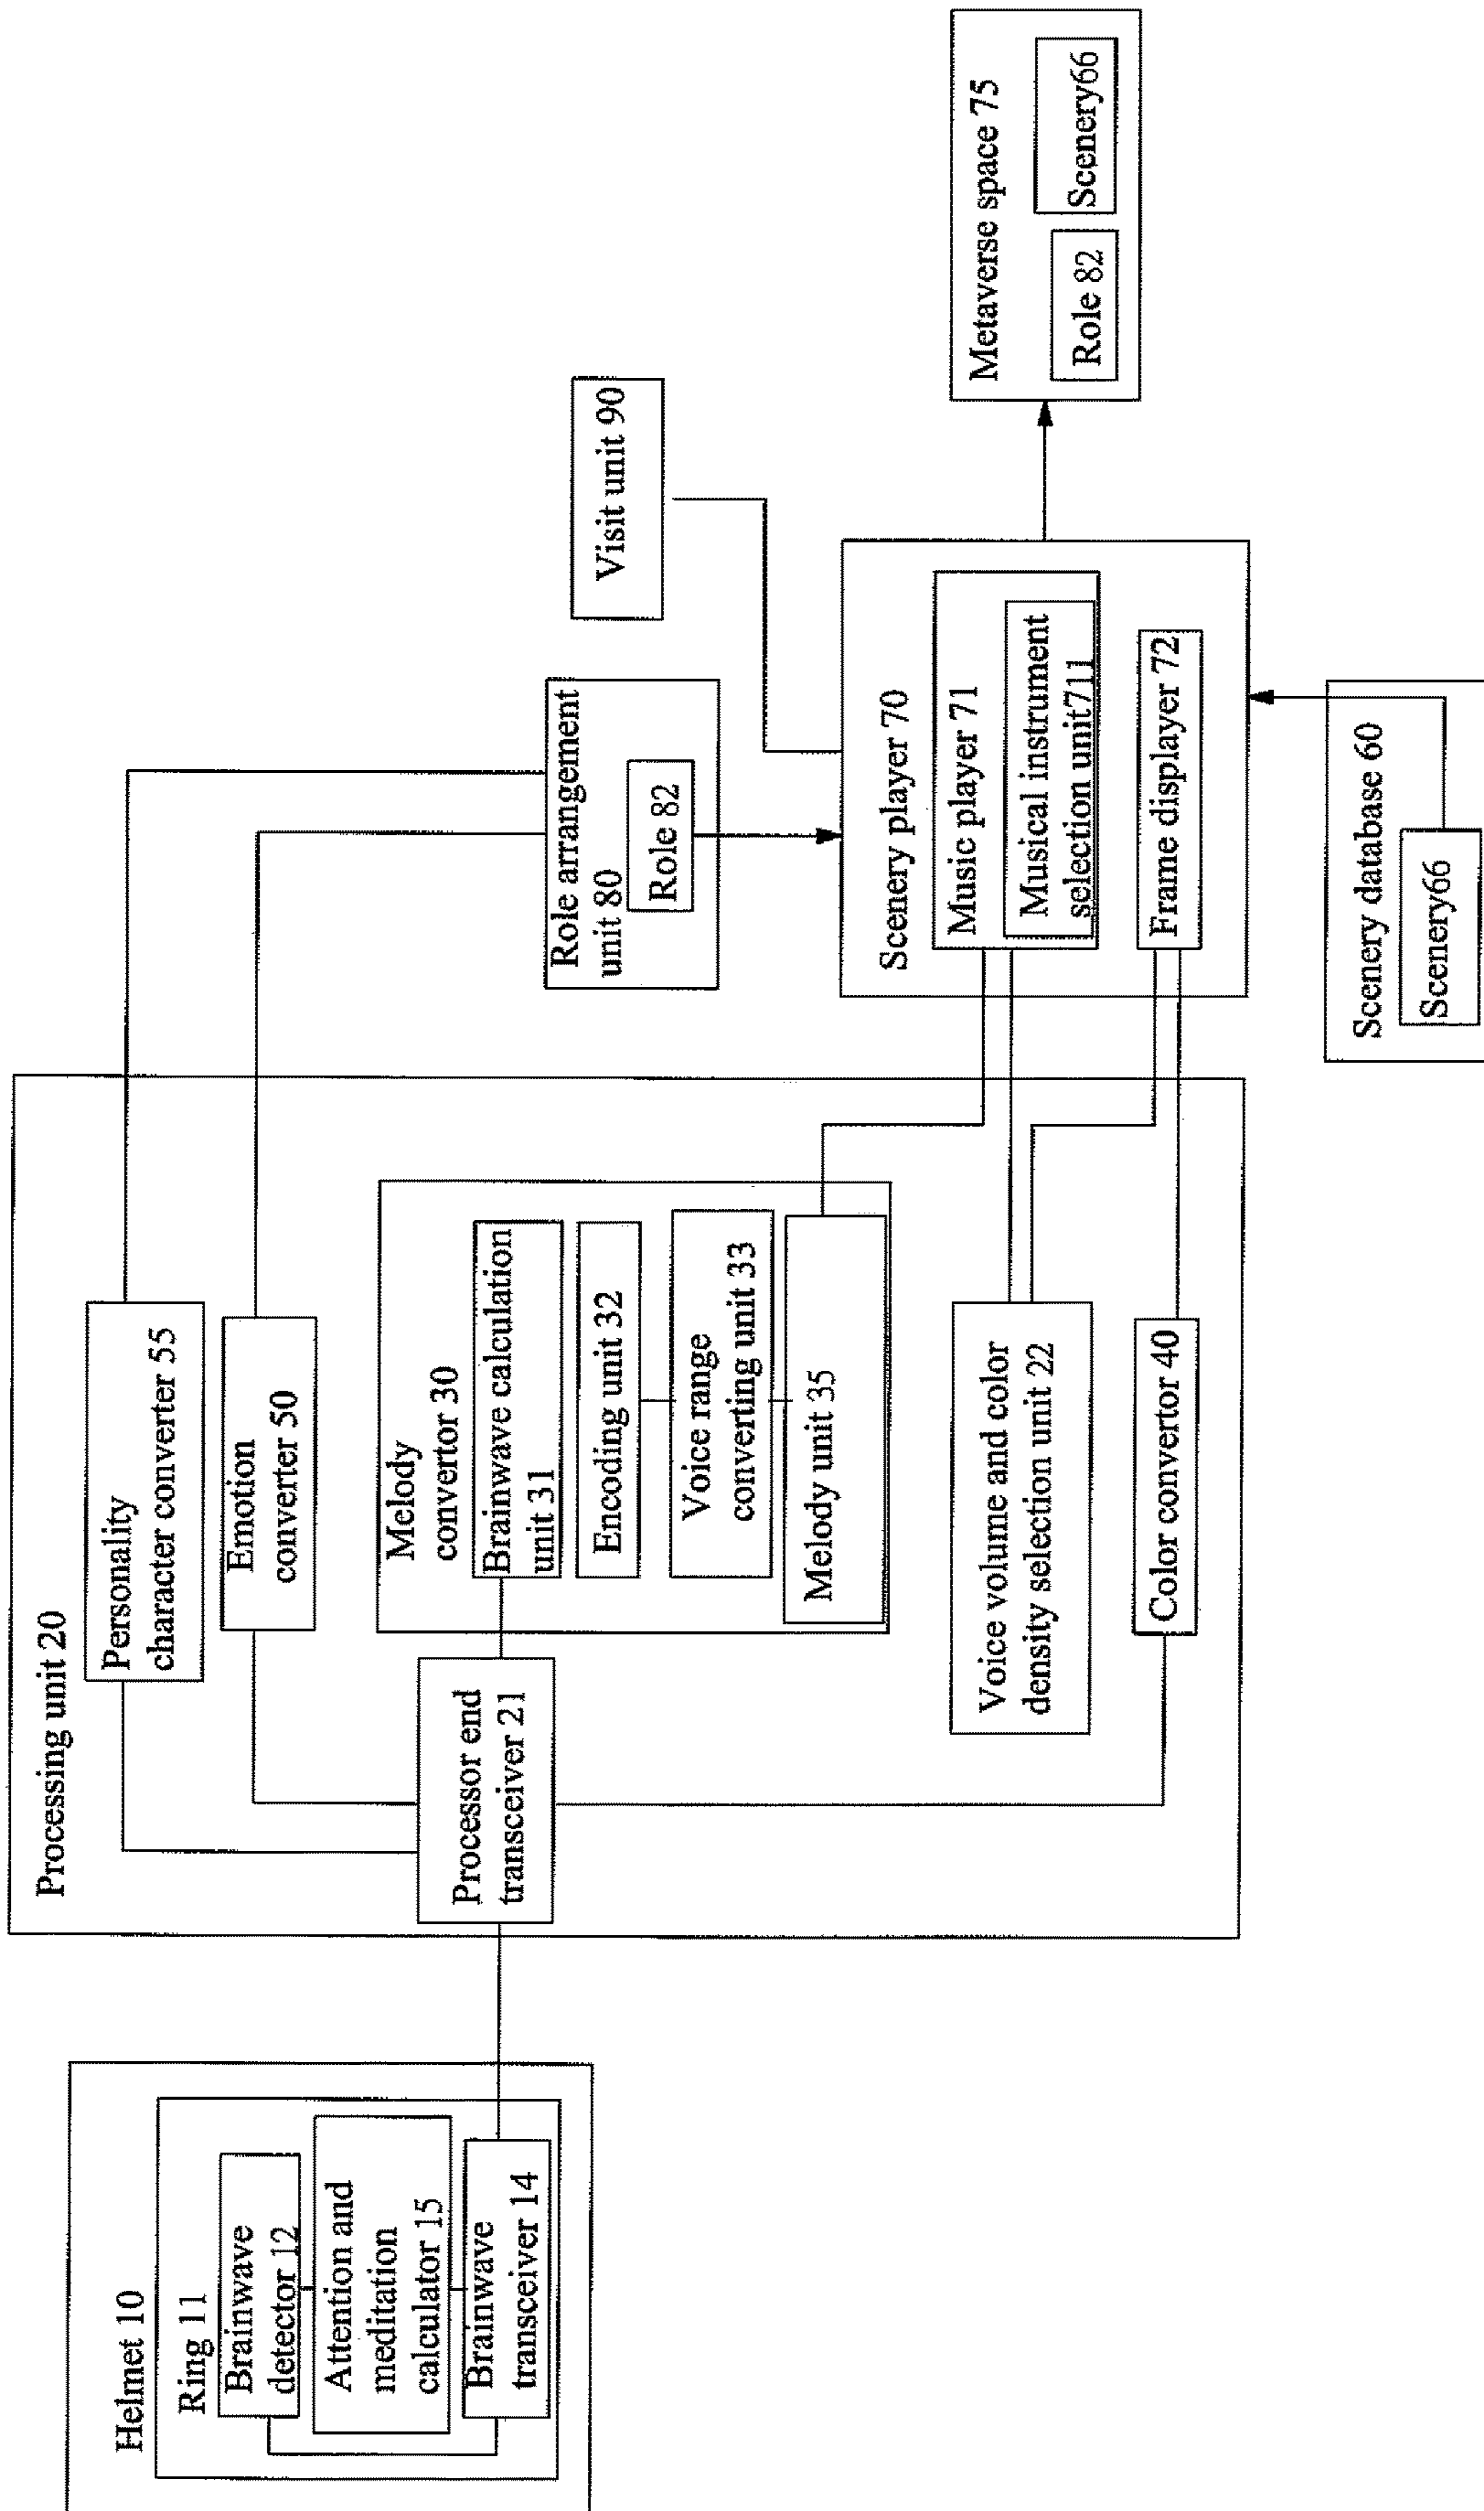 Helmet 10
Ring 11
Brainwave
detector 12
Attention and
meditation
calculator 15
Brainwave
transceiver 14
Processing unit 20
Personality
character converter 55
Emotion
converter 50
Processor end
transceiver 21
Melody
convertor 30
Brainwave calculation
unit 31
Encoding unit 32
Voice range
converting unit 33
Melody unit 35
Voice volume and color
density selection unit 22
Color convertor 40
Role arrangement
unit 80
Role 82
Visit unit 90
Scenery player 70
Music player 71
Musical instrument
selection unit711
Frame displayer 72
Scenery database 60
Scenery66
Metaverse space 75
Role 82
Scenery66